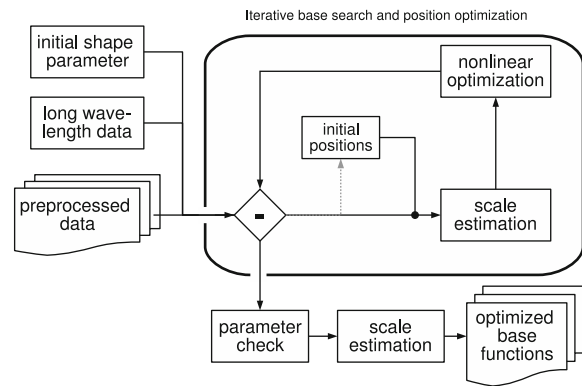 Iterative base search and position optimization
initial shape
parameter
nonlinear
optimization
long wave-
length data
initial
positions
preprocessed
data
scale
estimation
parameter
check
scale
estimation
optimized
base
functions